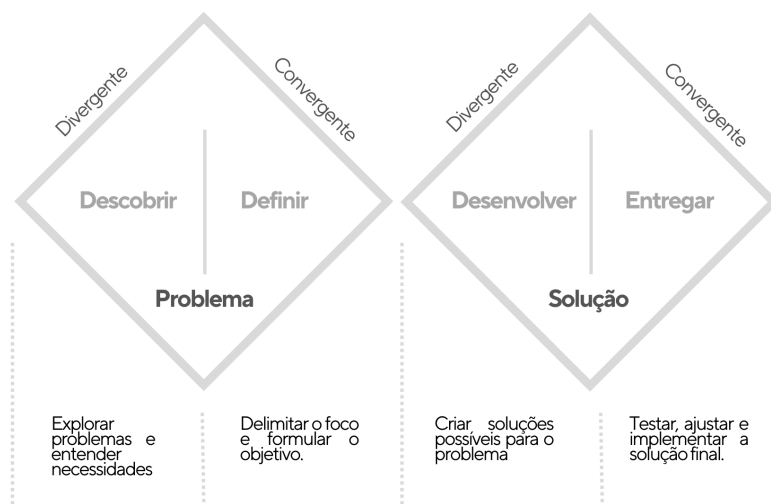 Divergente
Convergente
Descobrir
Definir
Problema
Divergente
Convergente
Desenvolver
Entregar
Solução
Explorar
problemas e
entender
necessidades
Delimitar o foco
e formular o
objetivo.
Criar soluções
possíveis para o
problema
Testar, ajustar e
implementar a
solução final.